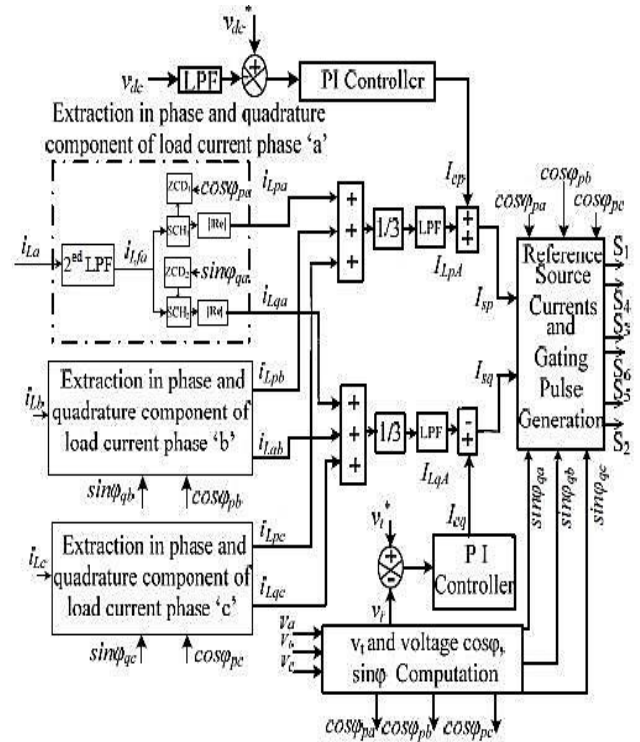 v_dc*
v_dc
LPF
PI Controller
Extraction in phase and quadrature
component of load current phase 'a'
ZCD₁
cosφ_pa
i_Lpa
I_cp
cosφ_pb
cosφ_pa
cosφ_pc
i_La
2^ed LPF
i_Lfa
SCH₁
|Re|
ZCD₂
sinφ_qa
SCH₂
|Re|
i_Lqa
+
+
+
1/3
LPF
+
+
I_LpA
I_sp
Reference
Source
Currents
and
Gating
Pulse
Generation
S₁
S₄
S₃
S₆
S₅
S₂
i_Lb
Extraction in phase and
quadrature component of
load current phase 'b'
i_Lpb
i_Lqb
sinφ_qb
cosφ_pb
+
+
+
1/3
LPF
-
+
I_LqA
I_sq
I_cq
sinφ_qa
sinφ_qb
sinφ_qc
i_Lc
Extraction in phase and
quadrature component of
load current phase 'c'
i_Lpc
i_Lqc
sinφ_qc
cosφ_pc
v_t*
v_t
P I
Controller
V_a
V_b
V_c
v_t and voltage cosφ,
sinφ Computation
cosφ_pa
cosφ_pb
cosφ_pc